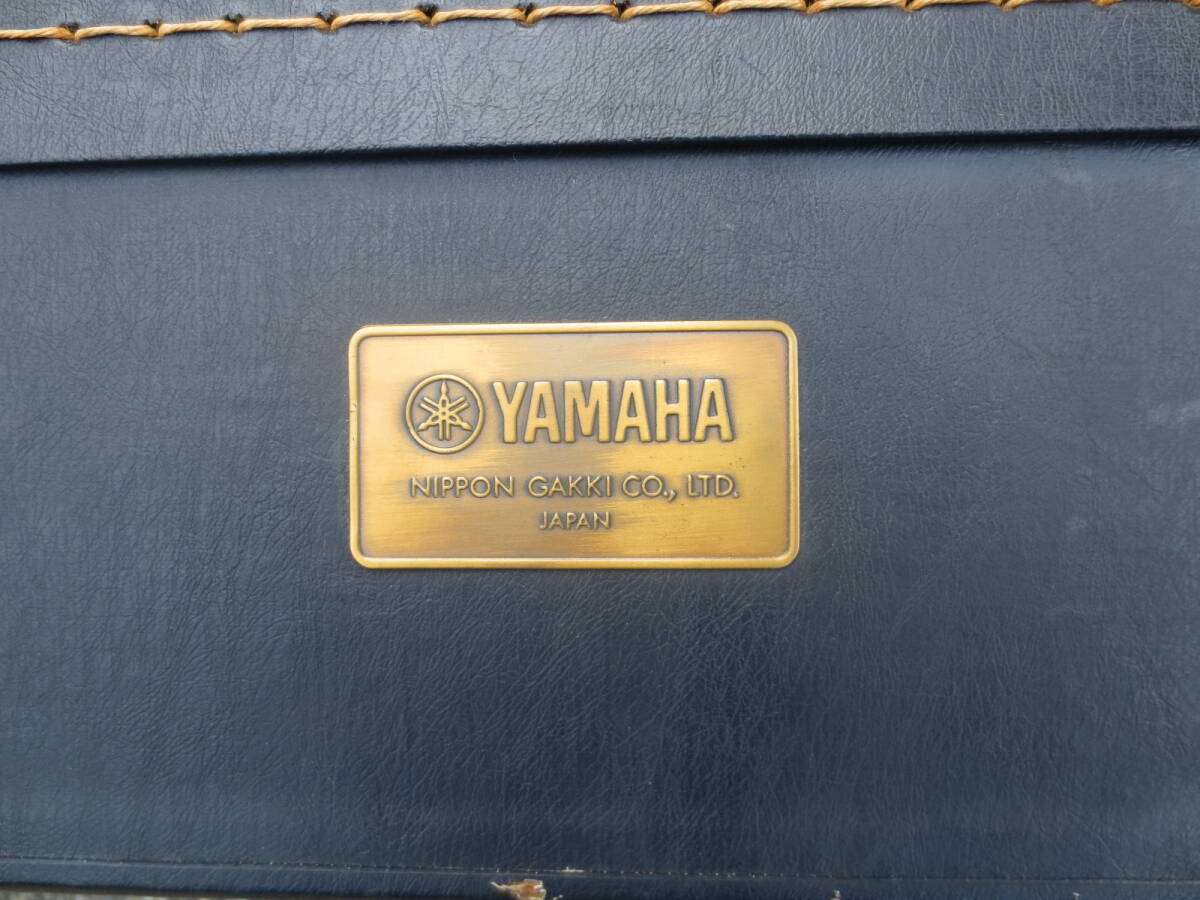 YAMAHA
NIPPON GAKKI CO., LTD.
JAPAN